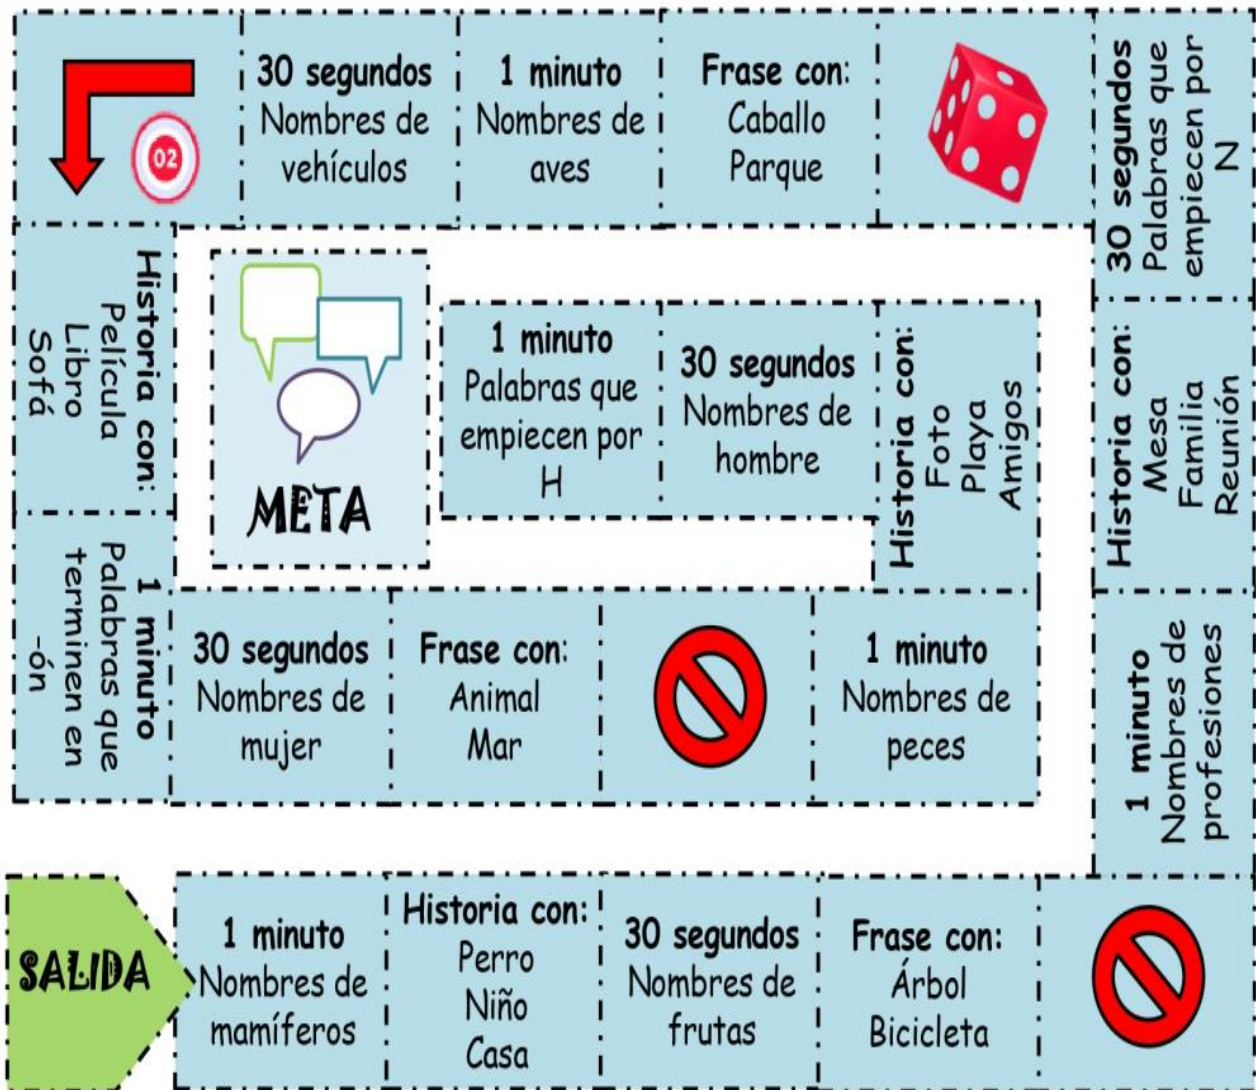 02
30 segundos
Nombres de
vehículos
1 minuto
Nombres de
aves
Frase con:
Caballo
Parque
30 segundos
Palabras que
empiecen por
N
Historia con:
Película
Libro
Sofá
META
1 minuto
Palabras que
empiecen por
H
30 segundos
Nombres de
hombre
Historia con:
Foto
Playa
Amigos
Historia con:
Mesa
Familia
Reunión
1 minuto
Palabras que
terminen en
-ón
30 segundos
Nombres de
mujer
Frase con:
Animal
Mar
1 minuto
Nombres de
peces
1 minuto
Nombres de
profesiones
SALIDA
1 minuto
Nombres de
mamíferos
Historia con:
Perro
Niño
Casa
30 segundos
Nombres de
frutas
Frase con:
Árbol
Bicicleta